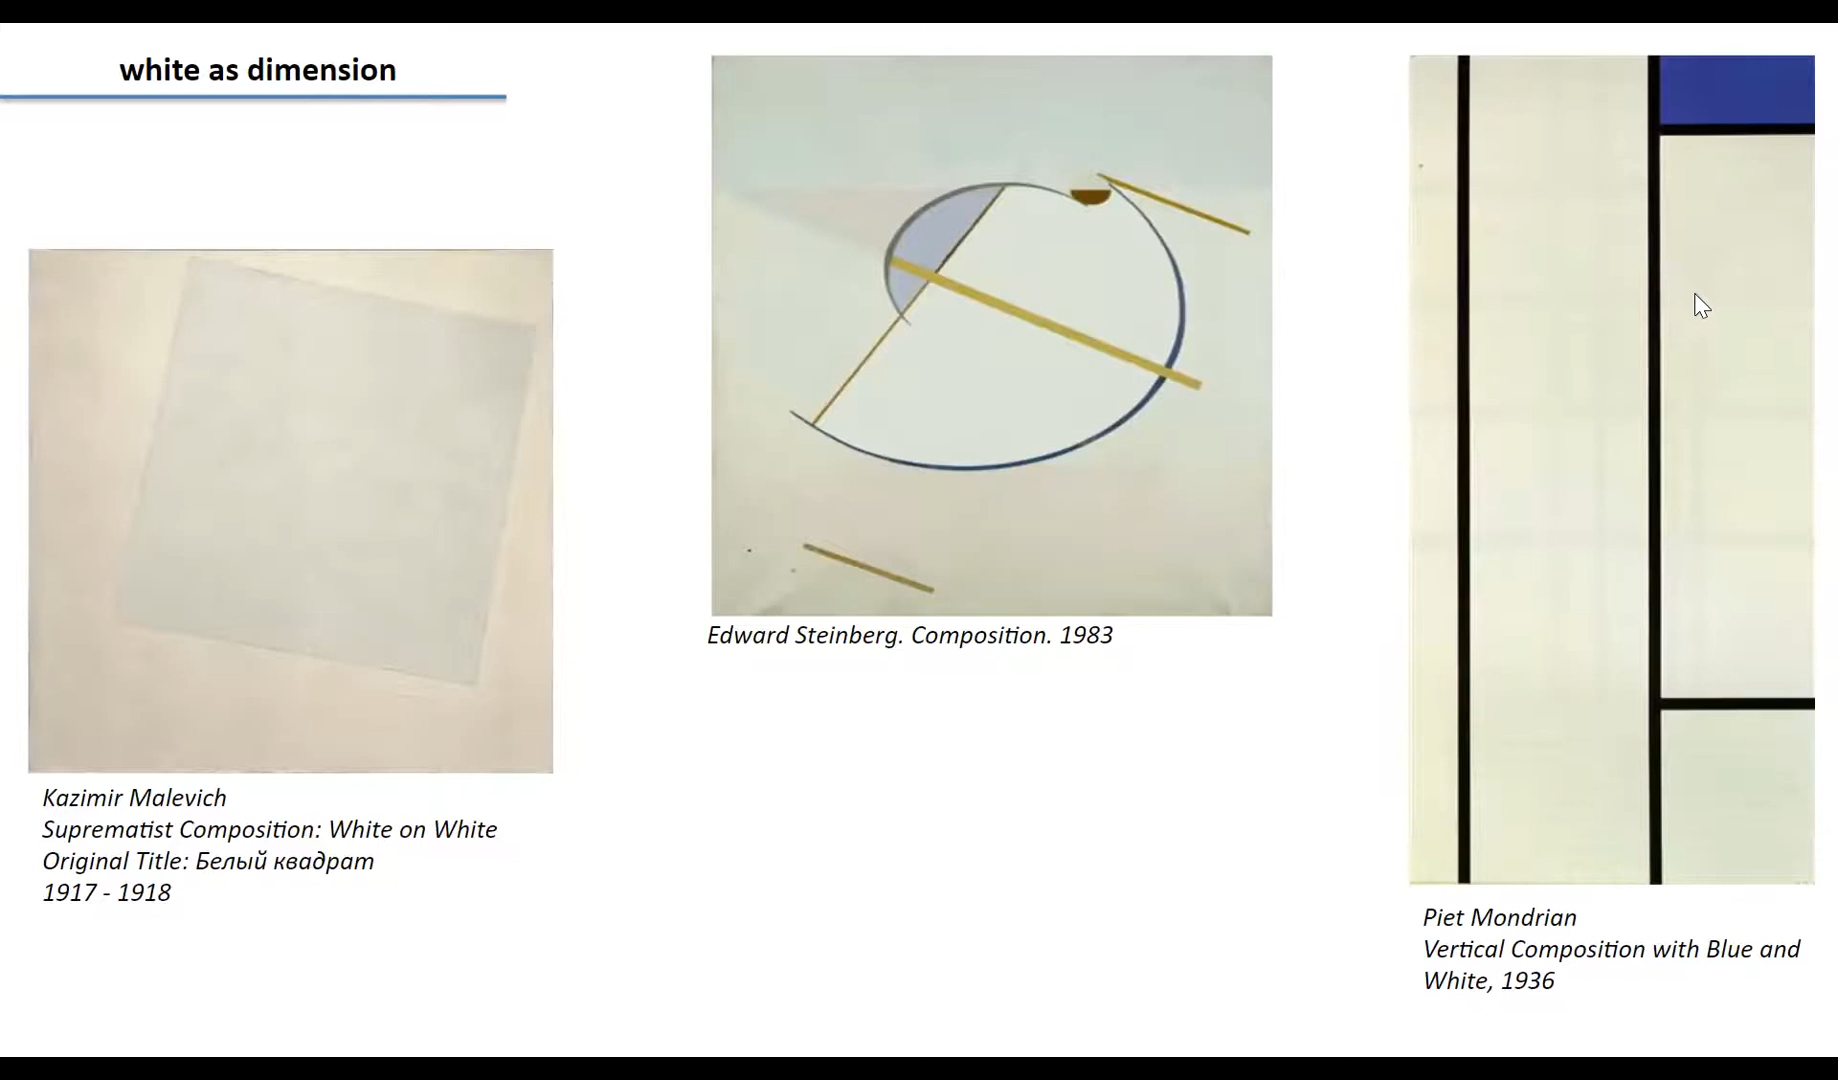 white as dimension
Kazimir Malevich
Suprematist Composition: White on White
Original Title: Белый квадрат
1917 - 1918
Edward Steinberg. Composition. 1983
Piet Mondrian
Vertical Composition with Blue and
White, 1936